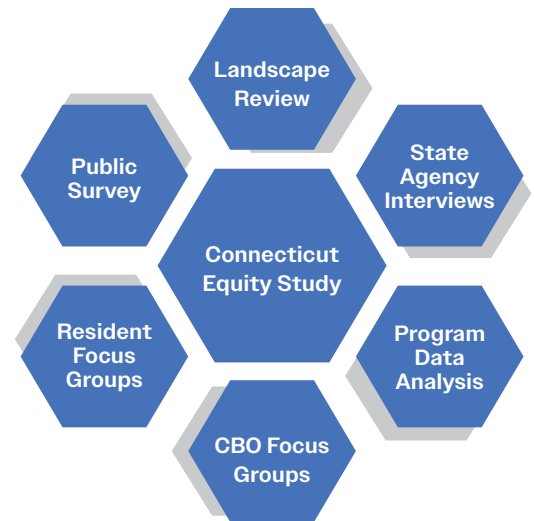 Landscape
Review
State
Agency
Interviews
Program
Data
Analysis
CBO Focus
Groups
Resident
Focus
Groups
Public
Survey
Connecticut
Equity Study